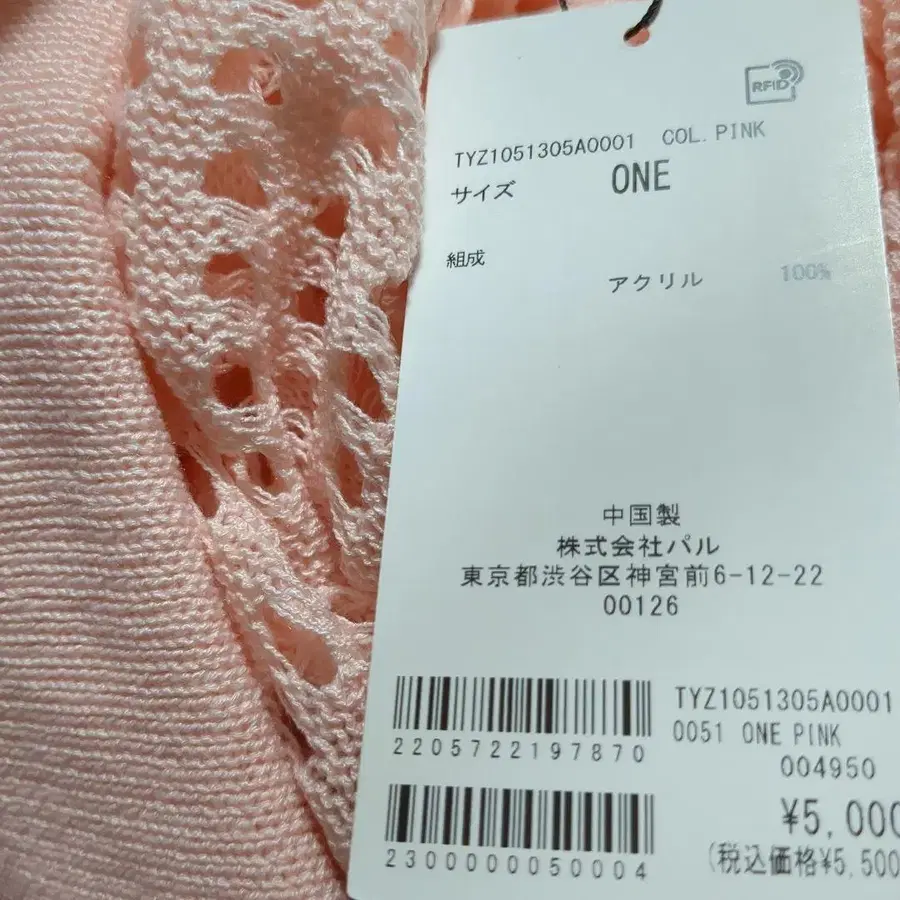 RFID
TYZ1051305A0001 COL.PINK
サイズ ONE
組成
アクリル 100%
中国製
株式会社パル
東京都渋谷区神宮前6-12-22
00126
2205722197870
TYZ1051305A0001
0051 ONE PINK
004950
2300000050004
¥5,000
(税込価格¥5,500